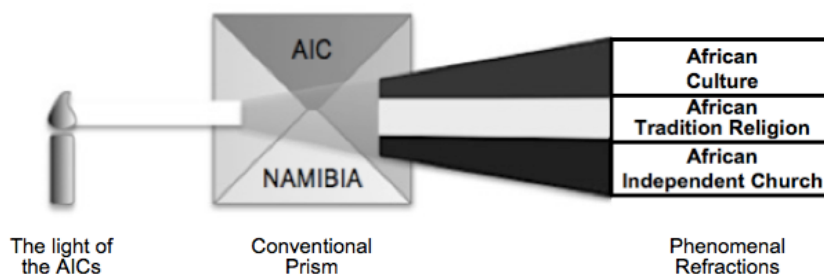 AIC
NAMIBIA
African
Culture
African
Tradition Religion
African
Independent Church
The light of
the AICs
Conventional
Prism
Phenomenal
Refractions